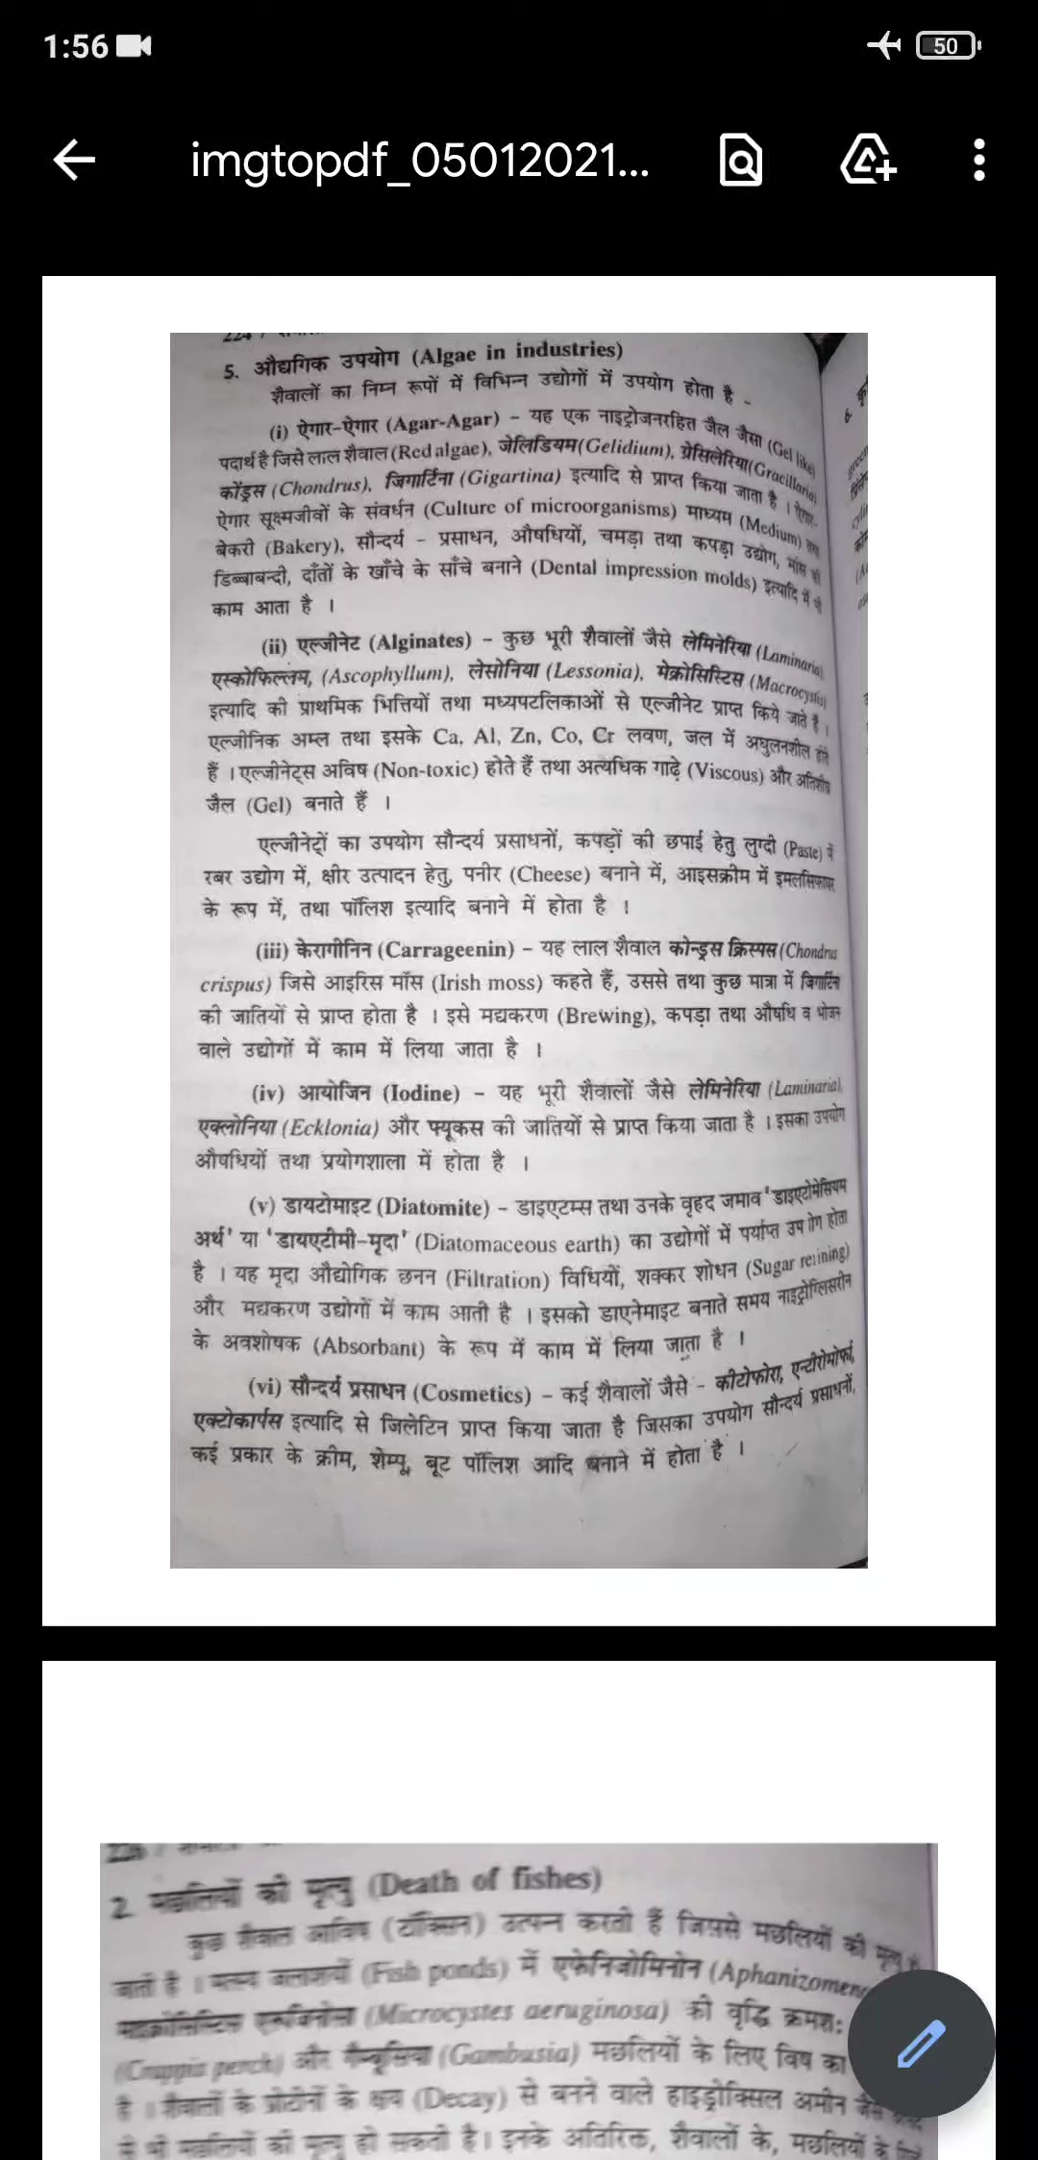 1:56
50
imgtopdf_05012021...
5. औद्यगिक उपयोग (Algae in industries)
शैवालों का निम्न रूपों में विभिन्न उद्योगों में उपयोग होता है -
(i) ऐगार-ऐगार (Agar-Agar) - यह एक नाइट्रोजनरहित जैल जैसा (Gel like)
पदार्थ है जिसे लाल शैवाल (Red algae), जेलिडियम(Gelidium), ग्रेसिलेरिया(Gracillaria)
कोंड्रस (Chondrus), जिगार्टिना (Gigartina) इत्यादि से प्राप्त किया जाता है । ऐगार-
ऐगार सूक्ष्मजीवों के संवर्धन (Culture of microorganisms) माध्यम (Medium) तथा
बेकरी (Bakery), सौन्दर्य - प्रसाधन, औषधियों, चमड़ा तथा कपड़ा उद्योग, मांस की
डिब्बाबन्दी, दाँतों के खाँचे के साँचे बनाने (Dental impression molds) इत्यादि में भी
काम आता है ।
(ii) एल्जीनेट (Alginates) - कुछ भूरी शैवालों जैसे लेमिनेरिया (Laminaria),
एस्कोफिल्लम, (Ascophyllum), लेसोनिया (Lessonia), मेक्रोसिस्टिस (Macrocystis)
इत्यादि की प्राथमिक भित्तियों तथा मध्यपटलिकाओं से एल्जीनेट प्राप्त किये जाते है ।
एल्जीनिक अम्ल तथा इसके Ca, Al, Zn, Co, Cr लवण, जल में अघुलनशील होते
हैं । एल्जीनेट्स अविष (Non-toxic) होते हैं तथा अत्यधिक गाढ़े (Viscous) और अतिशीघ्र
जैल (Gel) बनाते हैं ।
एल्जीनेट्रों का उपयोग सौन्दर्य प्रसाधनों, कपड़ों की छपाई हेतु लुग्दी (Paste) में
रबर उद्योग में, क्षीर उत्पादन हेतु, पनीर (Cheese) बनाने में, आइसक्रीम में इमलसिफायर
के रूप में, तथा पॉलिश इत्यादि बनाने में होता है ।
(iii) केरागीनिन (Carrageenin) - यह लाल शैवाल कोन्ड्रस क्रिस्पस (Chondrus
crispus) जिसे आइरिस मॉस (Irish moss) कहते हैं, उससे तथा कुछ मात्रा में जिगार्टिना
की जातियों से प्राप्त होता है । इसे मद्यकरण (Brewing), कपड़ा तथा औषधि व भोजन
वाले उद्योगों में काम में लिया जाता है ।
(iv) आयोजिन (Iodine) - यह भूरी शैवालों जैसे लेमिनेरिया (Laminaria),
एक्लोनिया (Ecklonia) और फ्यूकस की जातियों से प्राप्त किया जाता है । इसका उपयोग
औषधियों तथा प्रयोगशाला में होता है ।
(v) डायटोमाइट (Diatomite) - डाइएटम्स तथा उनके वृहद जमाव 'डाइएटोमेसियम
अर्थ' या 'डायएटीमी-मृदा' (Diatomaceous earth) का उद्योगों में पर्याप्त उपयोग होता
है । यह मृदा औद्योगिक छनन (Filtration) विधियों, शक्कर शोधन (Sugar refining)
और मद्यकरण उद्योगों में काम आती है । इसको डाएनेमाइट बनाते समय नाइट्रोग्लिसरीन
के अवशोषक (Absorbant) के रूप में काम में लिया जाता है ।
(vi) सौन्दर्य प्रसाधन (Cosmetics) - कई शैवालों जैसे - कीटोफोरा, एन्टीरोमोर्फा,
एक्टोकार्पस इत्यादि से जिलेटिन प्राप्त किया जाता है जिसका उपयोग सौन्दर्य प्रसाधनों,
कई प्रकार के क्रीम, शेम्पू, बूट पॉलिश आदि बनाने में होता है ।
2. मछलियों की मृत्यु (Death of fishes)
कुछ शैवाल आविष (टॉक्सिन) उत्पन्न करती हैं जिससे मछलियों की मृत्यु
जाती है । मत्स्य जलाशयों (Fish ponds) में एफेनिजोमिनोन (Aphanizomeno
(Microcystes aeruginosa) की वृद्धि क्रमश:
(Crappia perch) और गैम्बूसिया (Gambusia) मछलियों के लिए विष का
है । शैवालों के प्रोटीनों के क्षय (Decay) से बनने वाले हाइड्रोक्सिल अमीन जैसे
से भी मछलियों की मृत्यु हो सकती है। इनके अतिरिक्त, शैवालों के, मछलियों के